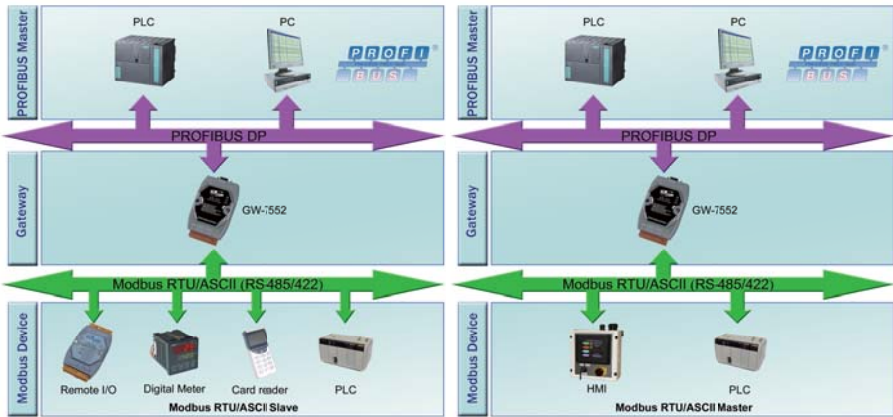 PROFIBUS Master
PLC
PC
PROFI
BUS
®
PROFIBUS DP
Gateway
GW-7552
Modbus RTU/ASCII (RS-485/422)
Modbus Device
Remote I/O
Digital Meter
Card reader
PLC
Modbus RTU/ASCII Slave
PROFIBUS Master
PLC
PC
PROFI
BUS
®
PROFIBUS DP
Gateway
GW-7552
Modbus RTU/ASCII (RS-485/422)
Modbus Device
HMI
PLC
Modbus RTU/ASCII Master